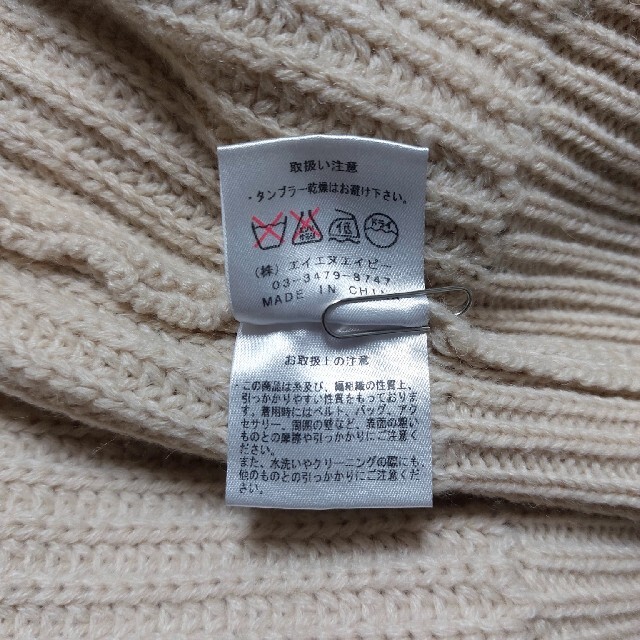 取扱い注意
・タンブラー乾燥はお避け下さい。
低 ドライ
(株) エイエヌエイピー
03-3479-8747
MADE IN CHINA
お取扱上の注意
・この商品は糸及び、編組織の性質上、
引っかかりやすい性質をもっておりま
す。着用時にはベルト、バッグ、アク
セサリー、周囲の壁など、表面の粗い
ものとの摩擦や引っかかりにご注意く
ださい。
また、水洗いやクリーニングの際にも
他のものとの引っかかりにご注意くだ
さい。